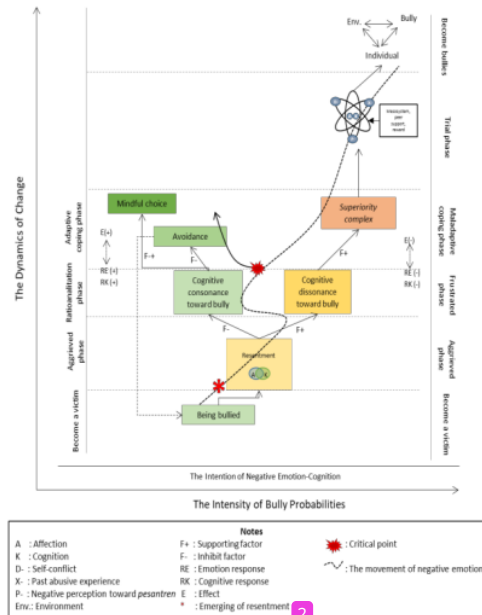 Env. Bully
Individual
Become bullies
Trial phase
Mindful choice
Superiority
complex
Adaptive
coping phase
Maladaptive
coping phase
E(+)
Avoidance
E(-)
F-+
F-
F+
RE (+)
RK (+)
RE (-)
RK (-)
Cognitive
consonance
toward bully
Cognitive
dissonance
toward bully
phase
Frustrated
phase
F-
F+
Aggrieved
phase
Resentment
Aggrieved
phase
Being bullied
Become a victim
Become a victim
The Dynamics of Change
The Intention of Negative Emotion-Cognition
The Intensity of Bully Probabilities
Notes
A : Affection
K : Cognition
D- : Self-conflict
X- : Past abusive experience
P- : Negative perception toward pesantren
Env.: Environment
F+ : Supporting factor
F- : Inhibit factor
RE : Emotion response
RK : Cognitive response
E : Effect
* : Emerging of resentment
2
: Critical point
: The movement of negative emotion